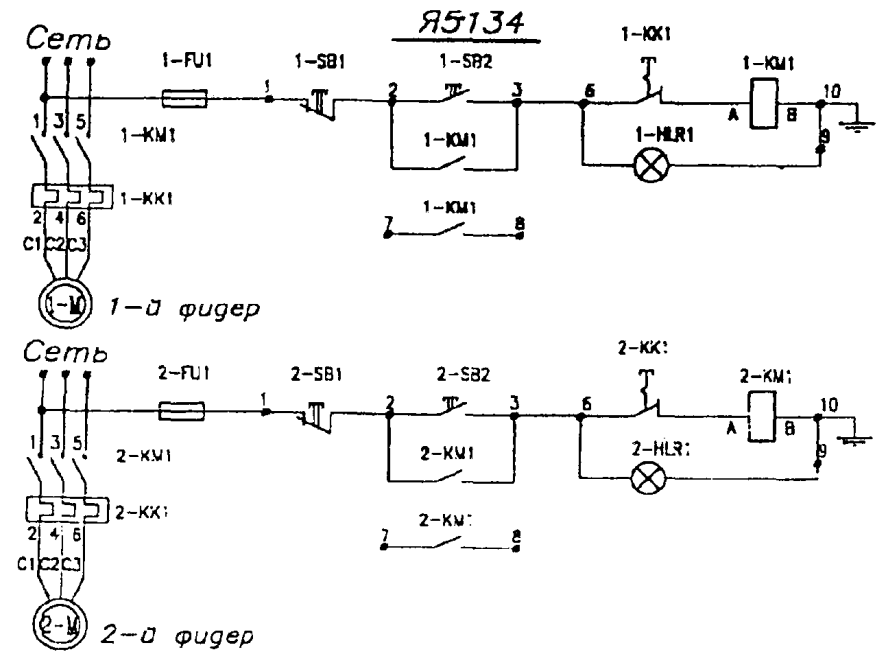 Я5134
Сеть
1-FU1 1-SB1 1-SB2 1-KK1 1-KM1
1 2 3 6 A B 10
1 3 5 1-KM1 1-KM1 1-HLR1 9
1-KK1
2 4 6 7 1-KM1 8
C1 C2 C3
1-M 1-й фидер
Сеть
2-FU1 2-SB1 2-SB2 2-KK1 2-KM1
1 2 3 6 A B 10
1 3 5 2-KM1 2-KM1 2-HLR1 9
2-KK1
2 4 6 7 2-KM1 8
C1 C2 C3
2-M 2-й фидер